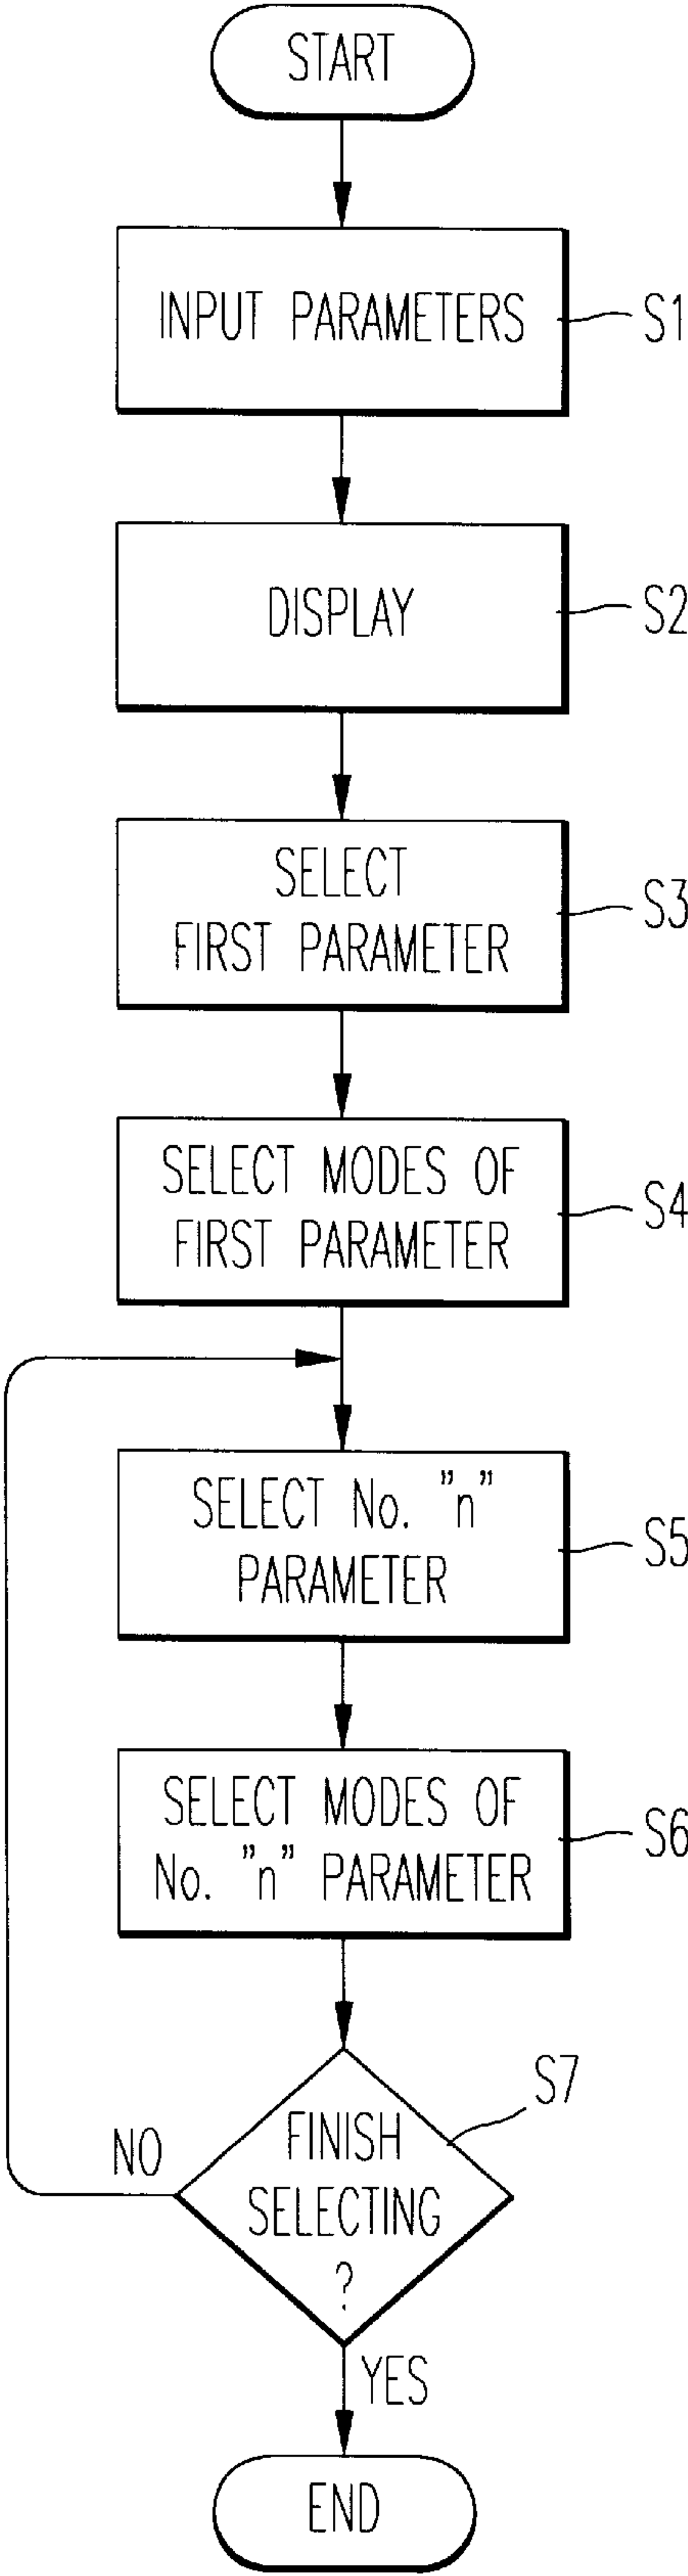 START
INPUT PARAMETERS
S1
DISPLAY
S2
SELECT
FIRST PARAMETER
S3
SELECT MODES OF
FIRST PARAMETER
S4
SELECT No. "n"
PARAMETER
S5
SELECT MODES OF
No. "n" PARAMETER
S6
S7
FINISH
SELECTING
?
NO
YES
END